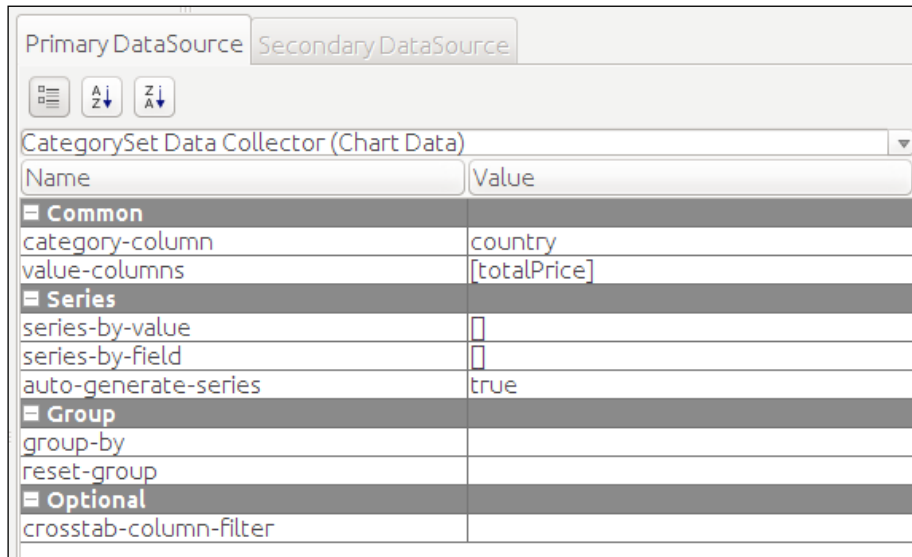 Primary DataSource Secondary DataSource
A Z Z A
CategorySet Data Collector (Chart Data)
Name Value
Common
category-column country
value-columns [totalPrice]
Series
series-by-value []
series-by-field []
auto-generate-series true
Group
group-by
reset-group
Optional
crosstab-column-filter